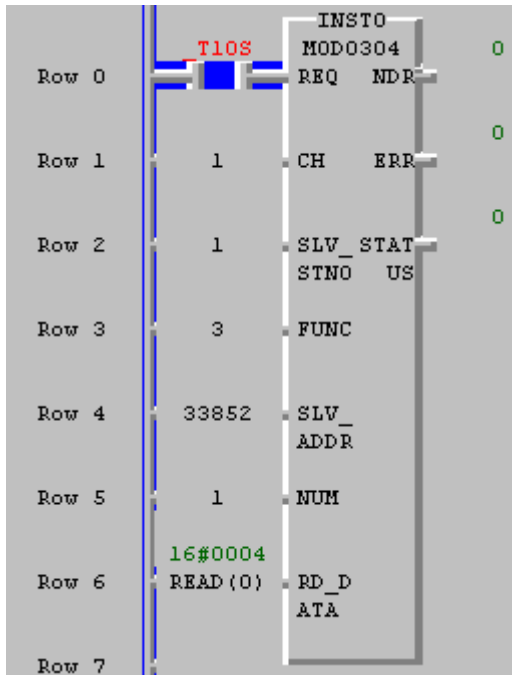 INST0
_T10S MOD0304 0
Row 0 REQ NDR
0
Row 1 1 CH ERR
0
Row 2 1 SLV_ STAT
STNO US
Row 3 3 FUNC
Row 4 33852 SLV_
ADDR
Row 5 1 NUM
16#0004
Row 6 READ(0) RD_D
ATA
Row 7